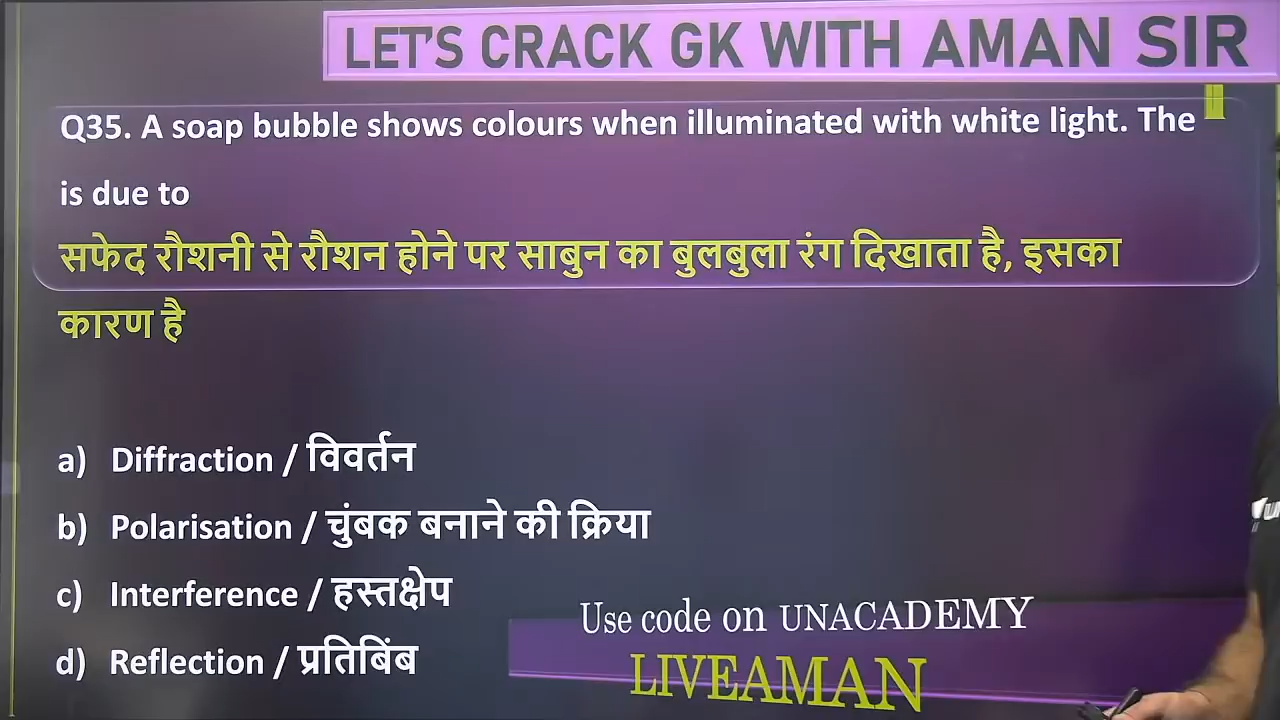 LET'S CRACK GK WITH AMAN SIR
Q35. A soap bubble shows colours when illuminated with white light. The
is due to
सफेद रौशनी से रौशन होने पर साबुन का बुलबुला रंग दिखाता है, इसका
कारण है
a) Diffraction / विवर्तन
b) Polarisation / चुंबक बनाने की क्रिया
c) Interference / हस्तक्षेप
d) Reflection / प्रतिबिंब
Use code on UNACADEMY
LIVEAMAN